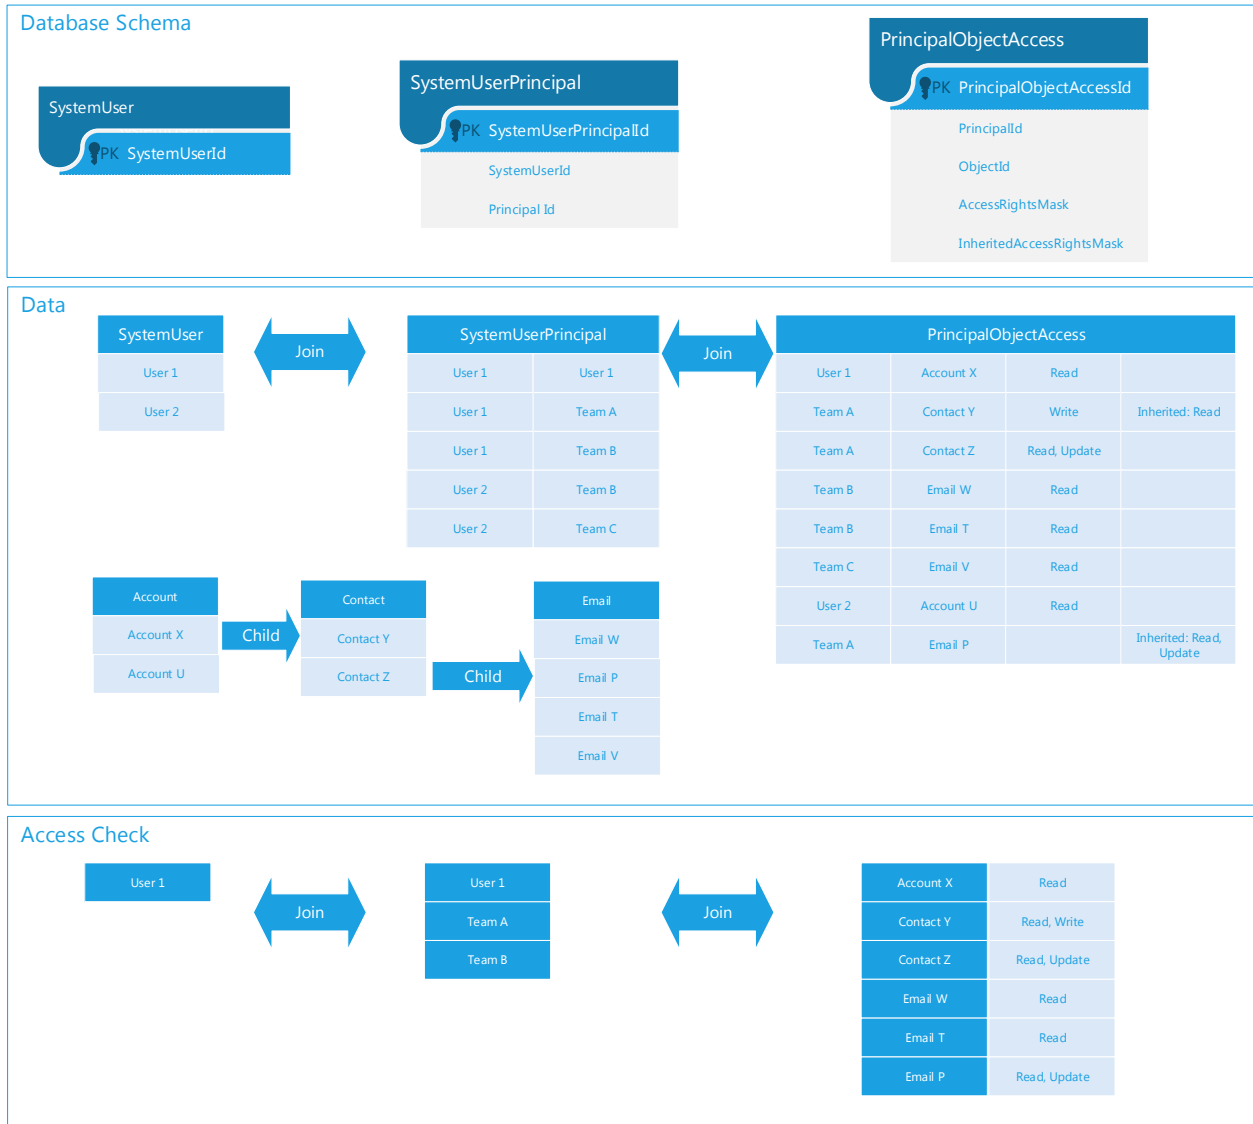 Database Schema
SystemUser
PK SystemUserId
SystemUserPrincipal
PK SystemUserPrincipalId
SystemUserId
Principal Id
PrincipalObjectAccess
PK PrincipalObjectAccessId
PrincipalId
ObjectId
AccessRightsMask
InheritedAccessRightsMask
Data
SystemUser
User 1
User 2
Join
SystemUserPrincipal
User 1 User 1
User 1 Team A
User 1 Team B
User 2 Team B
User 2 Team C
Join
PrincipalObjectAccess
User 1 Account X Read
Team A Contact Y Write Inherited: Read
Team A Contact Z Read, Update
Team B Email W Read
Team B Email T Read
Team C Email V Read
User 2 Account U Read
Team A Email P Inherited: Read,
Update
Account
Account X
Account U
Child
Contact
Contact Y
Contact Z
Child
Email
Email W
Email P
Email T
Email V
Access Check
User 1
Join
User 1
Team A
Team B
Join
Account X Read
Contact Y Read, Write
Contact Z Read, Update
Email W Read
Email T Read
Email P Read, Update